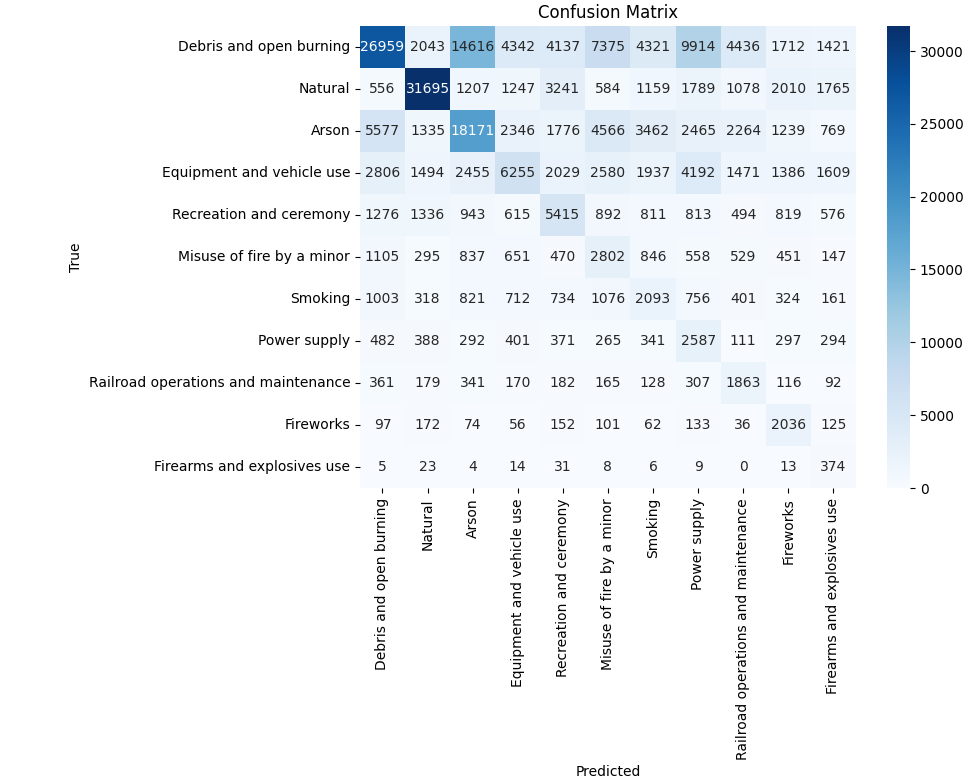 Confusion Matrix
Debris and open burning 26959 2043 14616 4342 4137 7375 4321 9914 4436 1712 1421
Natural 556 31695 1207 1247 3241 584 1159 1789 1078 2010 1765
Arson 5577 1335 18171 2346 1776 4566 3462 2465 2264 1239 769
Equipment and vehicle use 2806 1494 2455 6255 2029 2580 1937 4192 1471 1386 1609
Recreation and ceremony 1276 1336 943 615 5415 892 811 813 494 819 576
Misuse of fire by a minor 1105 295 837 651 470 2802 846 558 529 451 147
Smoking 1003 318 821 712 734 1076 2093 756 401 324 161
Power supply 482 388 292 401 371 265 341 2587 111 297 294
Railroad operations and maintenance 361 179 341 170 182 165 128 307 1863 116 92
Fireworks 97 172 74 56 152 101 62 133 36 2036 125
Firearms and explosives use 5 23 4 14 31 8 6 9 0 13 374
True
Debris and open burning
Natural
Arson
Equipment and vehicle use
Recreation and ceremony
Misuse of fire by a minor
Smoking
Power supply
Railroad operations and maintenance
Fireworks
Firearms and explosives use
Predicted
30000
25000
20000
15000
10000
5000
0